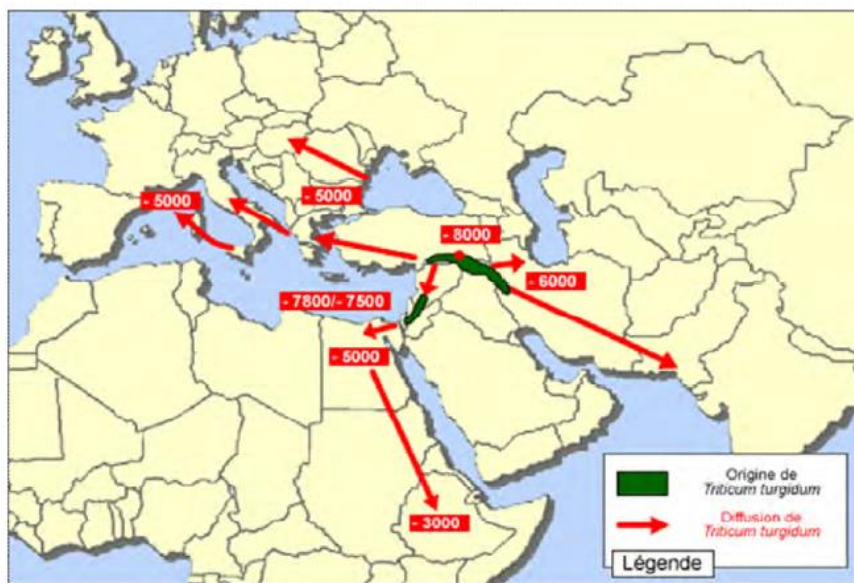 - 5000
- 5000
- 8000
- 6000
- 7800/- 7500
- 5000
- 3000
Origine de
Triticum turgidum
Diffusion de
Triticum turgidum
Légende